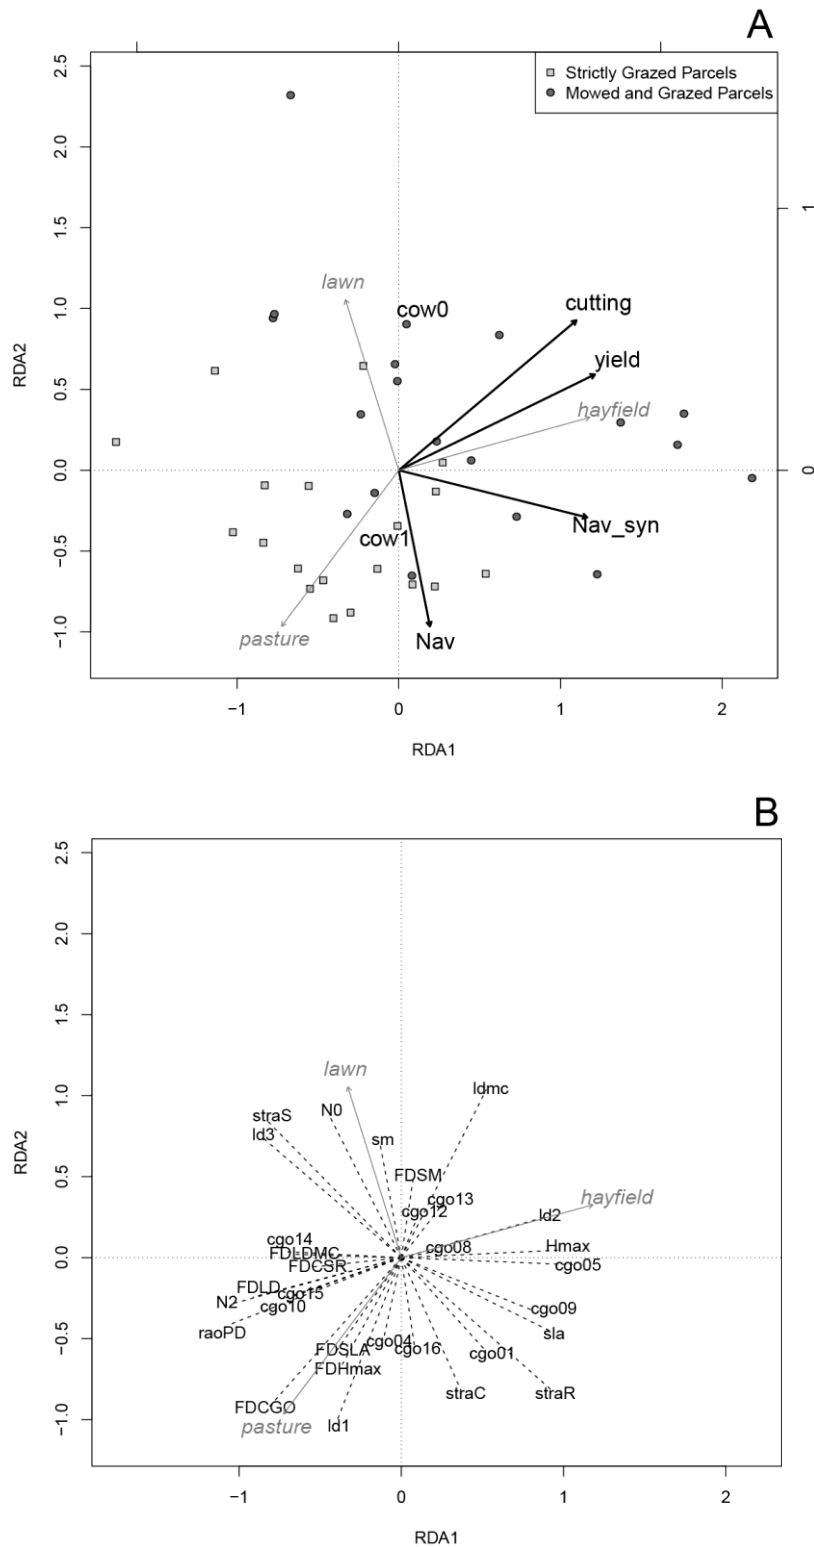 A
Strictly Grazed Parcels
Mowed and Grazed Parcels
2.5
2.0
1.5
1.0
0.5
0.0
−0.5
−1.0
RDA2
1
0
lawn
cow0
cutting
yield
hayfield
Nav_syn
cow1
Nav
pasture
−1
0
1
2
RDA1
B
2.5
2.0
1.5
1.0
0.5
0.0
−0.5
−1.0
RDA2
lawn
ldmc
N0
straS
ld3
sm
FDSM
cgo13
cgo12
hayfield
ld2
cgo14
cgo08
Hmax
FDLDMC
FDCSR
cgo05
FDLD
cgo15
N2
cgo10
cgo09
raoPD
sla
cgo04
FDSLA
cgo16
cgo01
FDHmax
straC
straR
FDCGO
pasture
ld1
−1
0
1
2
RDA1